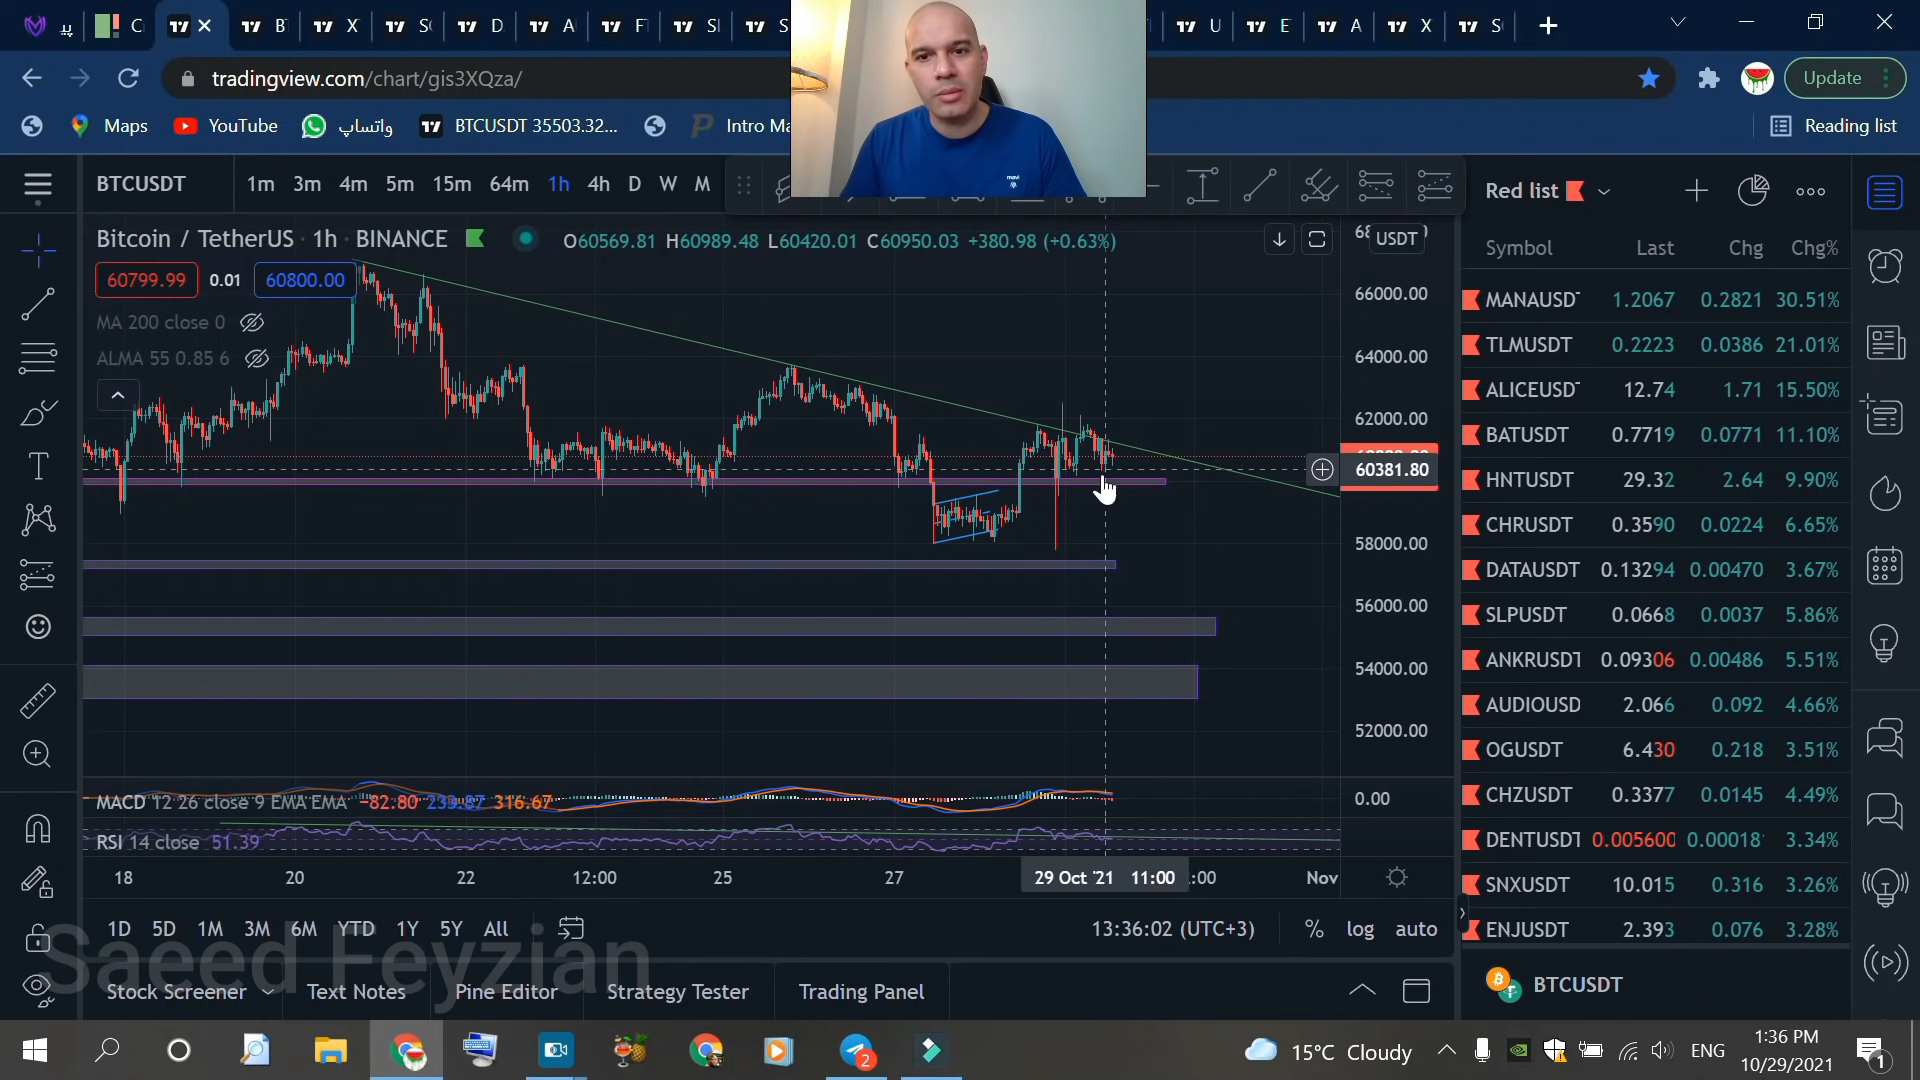 tradingview.com/chart/gis3XQza/
Update
Maps
YouTube
واتساپ
BTCUSDT 35503.32...
Intro Ma
Reading list
BTCUSDT
1m 3m 4m 5m 15m 64m 1h 4h D W M
Red list
Bitcoin / TetherUS · 1h · BINANCE
O60569.81 H60989.48 L60420.01 C60950.03 +380.98 (+0.63%)
USDT
60799.99 0.01 60800.00
MA 200 close 0
ALMA 55 0.85 6
66000.00
64000.00
62000.00
60381.80
58000.00
56000.00
54000.00
52000.00
MACD 12 26 close 9 EMA EMA −82.80 316.67
0.00
RSI 14 close 51.39
18 20 22 12:00 25 27 29 Oct '21 11:00 :00 Nov
1D 5D 1M 3M 6M YTD 1Y 5Y All
13:36:02 (UTC+3) % log auto
Saeed Feyzian
Stock Screener Text Notes Pine Editor Strategy Tester Trading Panel
Symbol Last Chg Chg%
MANAUSDT 1.2067 0.2821 30.51%
TLMUSDT 0.2223 0.0386 21.01%
ALICEUSDT 12.74 1.71 15.50%
BATUSDT 0.7719 0.0771 11.10%
HNTUSDT 29.32 2.64 9.90%
CHRUSDT 0.3590 0.0224 6.65%
DATAUSDT 0.13294 0.00470 3.67%
SLPUSDT 0.0668 0.0037 5.86%
ANKRUSDT 0.09306 0.00486 5.51%
AUDIOUSD 2.066 0.092 4.66%
OGUSDT 6.430 0.218 3.51%
CHZUSDT 0.3377 0.0145 4.49%
DENTUSDT 0.005600 0.00018 3.34%
SNXUSDT 10.015 0.316 3.26%
ENJUSDT 2.393 0.076 3.28%
BTCUSDT
2
15°C Cloudy
ENG
1:36 PM
10/29/2021
1